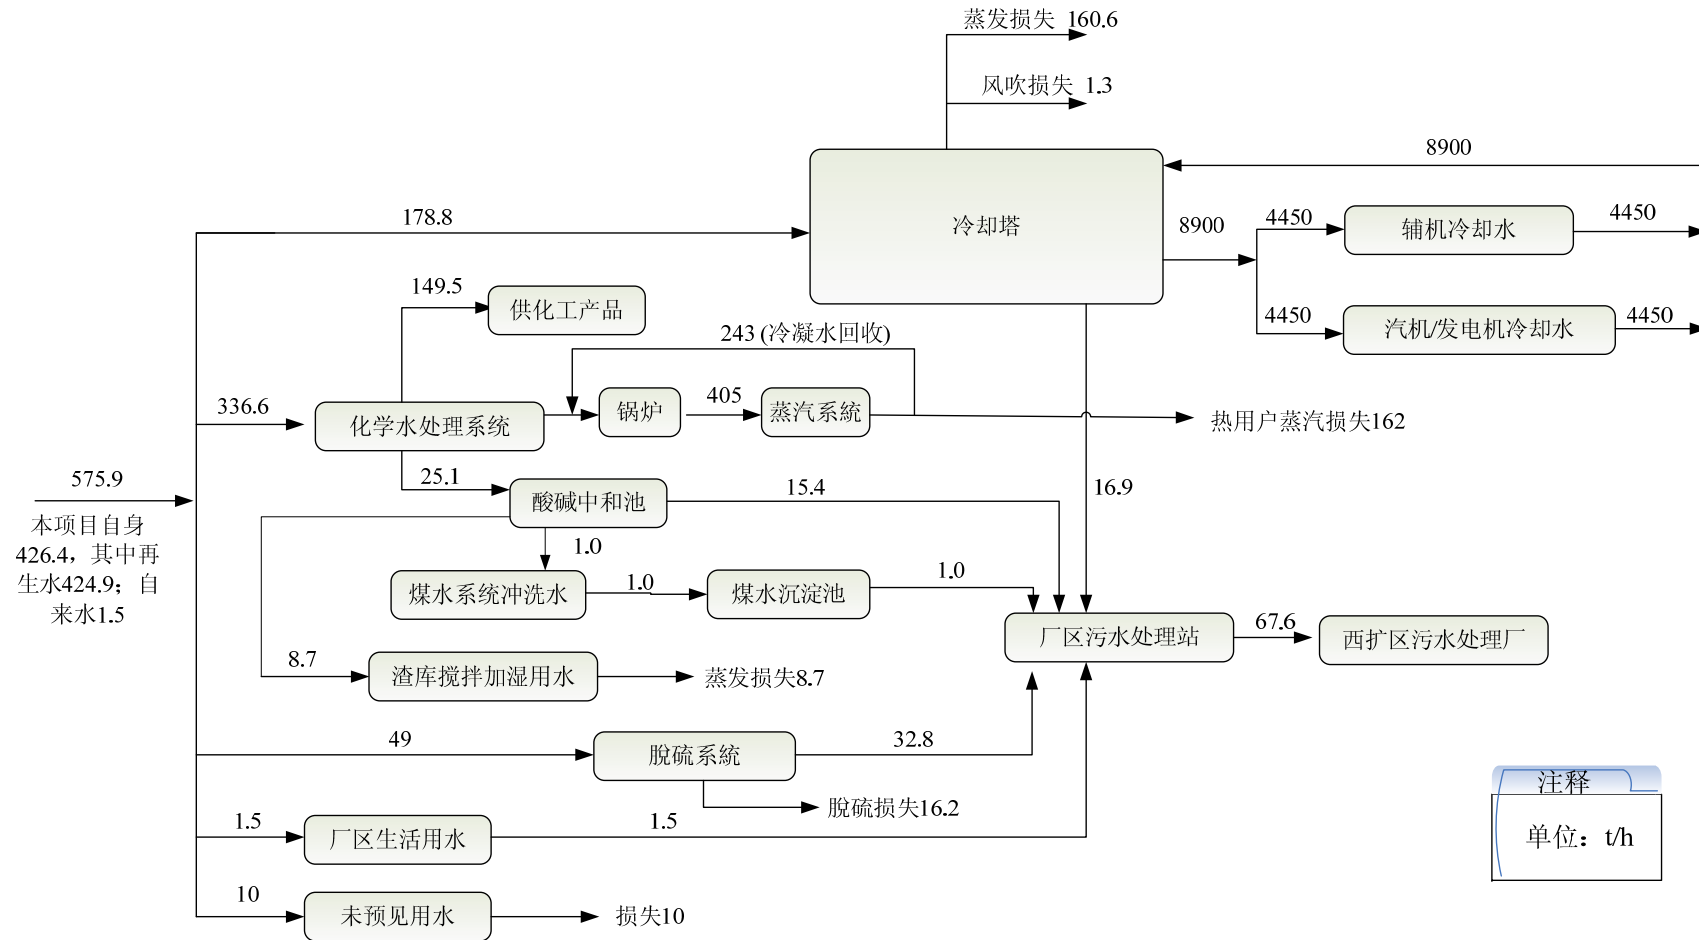 蒸发损失 160.6
风吹损失 1.3
8900
178.8
冷却塔
8900
4450
辅机冷却水
4450
149.5
供化工产品
4450
汽机/发电机冷却水
4450
243 (冷凝水回收)
336.6
化学水处理系统
锅炉
405
蒸汽系統
热用户蒸汽损失162
575.9
本项目自身
426.4，其中再
生水424.9；自
来水1.5
25.1
酸碱中和池
15.4
16.9
1.0
煤水系统冲洗水
1.0
煤水沉淀池
1.0
厂区污水处理站
67.6
西扩区污水处理厂
8.7
渣库搅拌加湿用水
蒸发损失8.7
49
脫硫系統
32.8
脫硫损失16.2
1.5
厂区生活用水
1.5
10
未预见用水
损失10
注释
单位：t/h